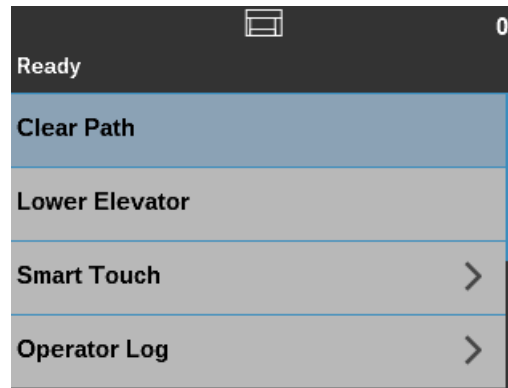 0
Ready
Clear Path
Lower Elevator
Smart Touch
Operator Log